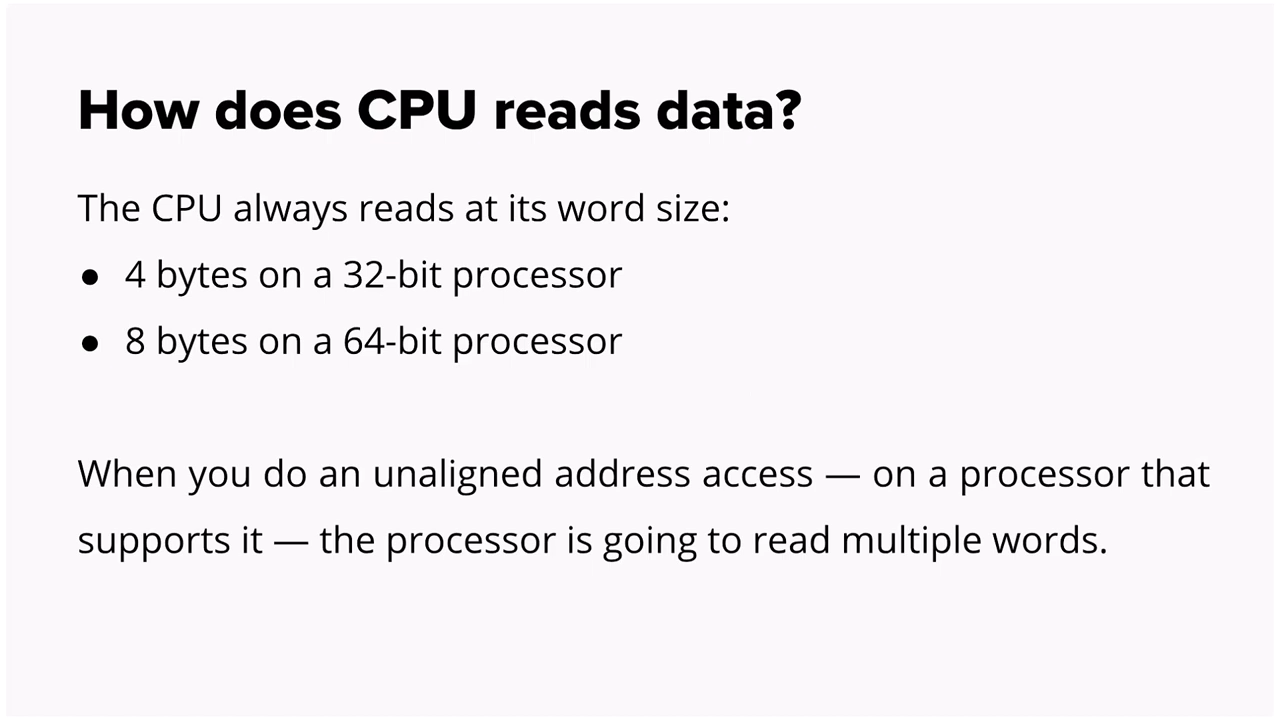 How does CPU reads data?
The CPU always reads at its word size:
● 4 bytes on a 32-bit processor
● 8 bytes on a 64-bit processor
When you do an unaligned address access — on a processor that
supports it — the processor is going to read multiple words.